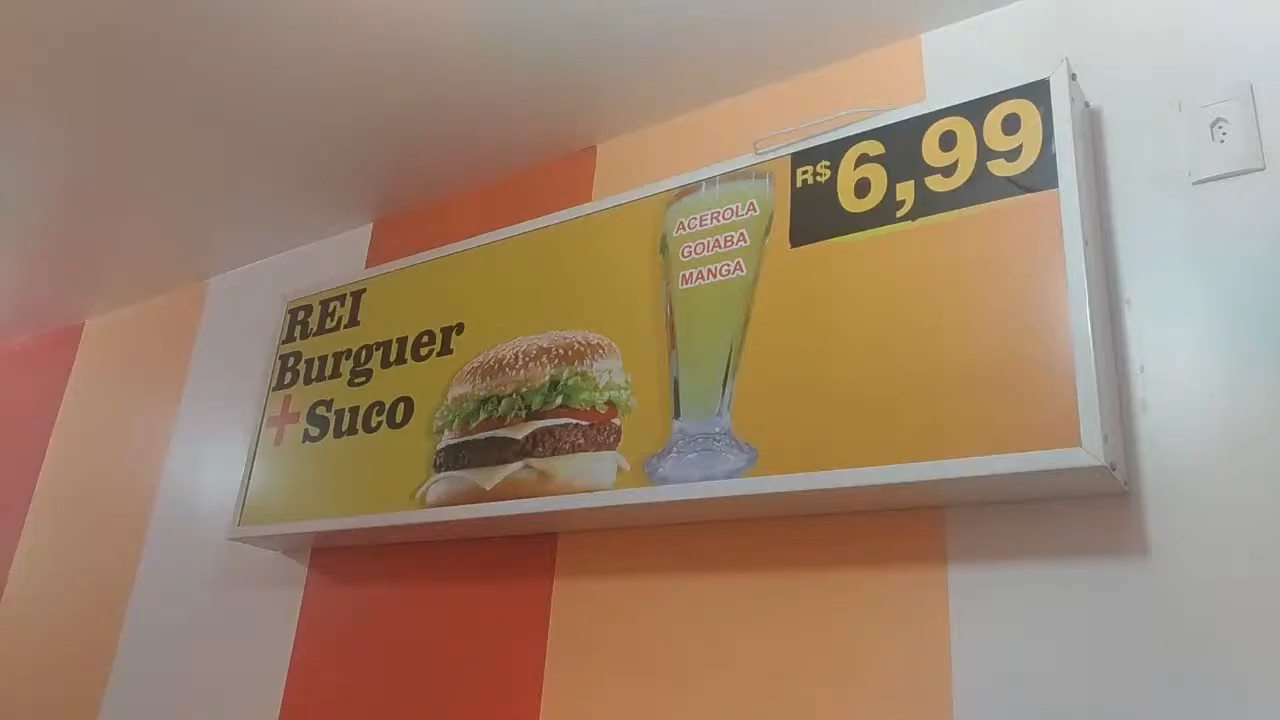 REI
Burguer
+ Suco
ACEROLA
GOIABA
MANGA
R$ 6,99